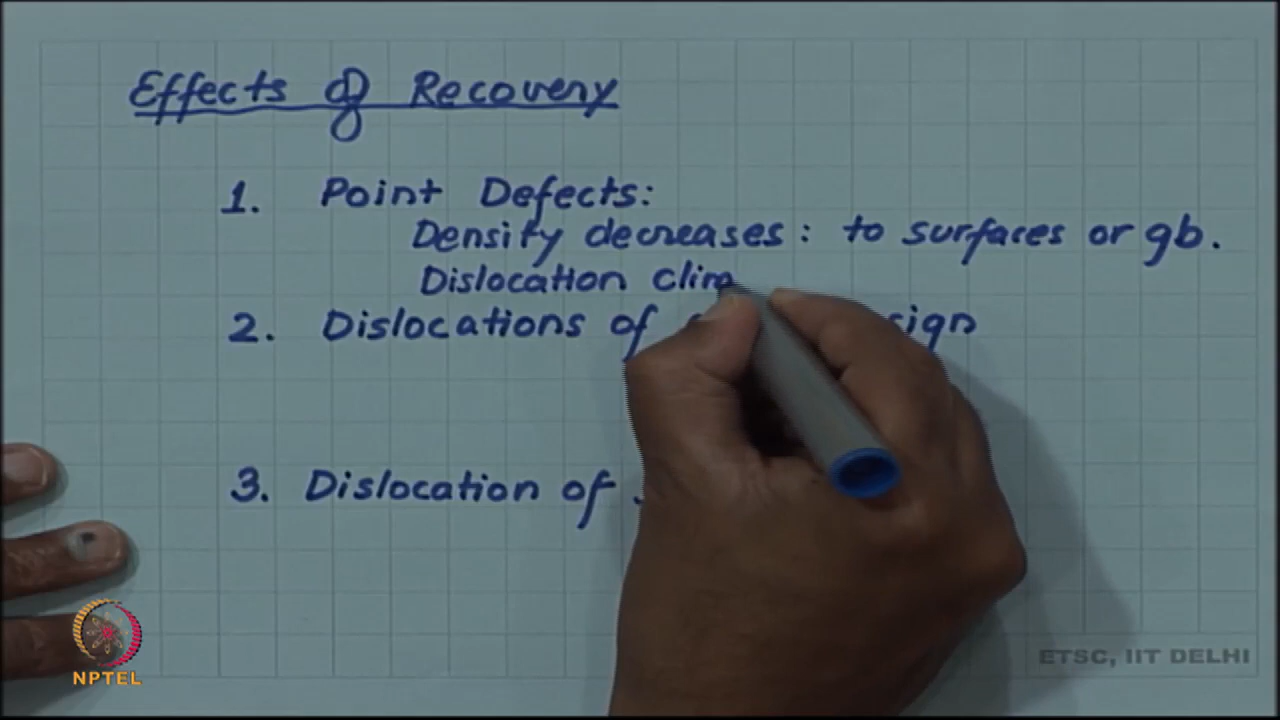 Effects of Recovery
1. Point Defects:
Density decreases: to surfaces or gb.
Dislocation clim
2. Dislocations of sign
3. Dislocation of
NPTEL
ETSC, IIT DELHI